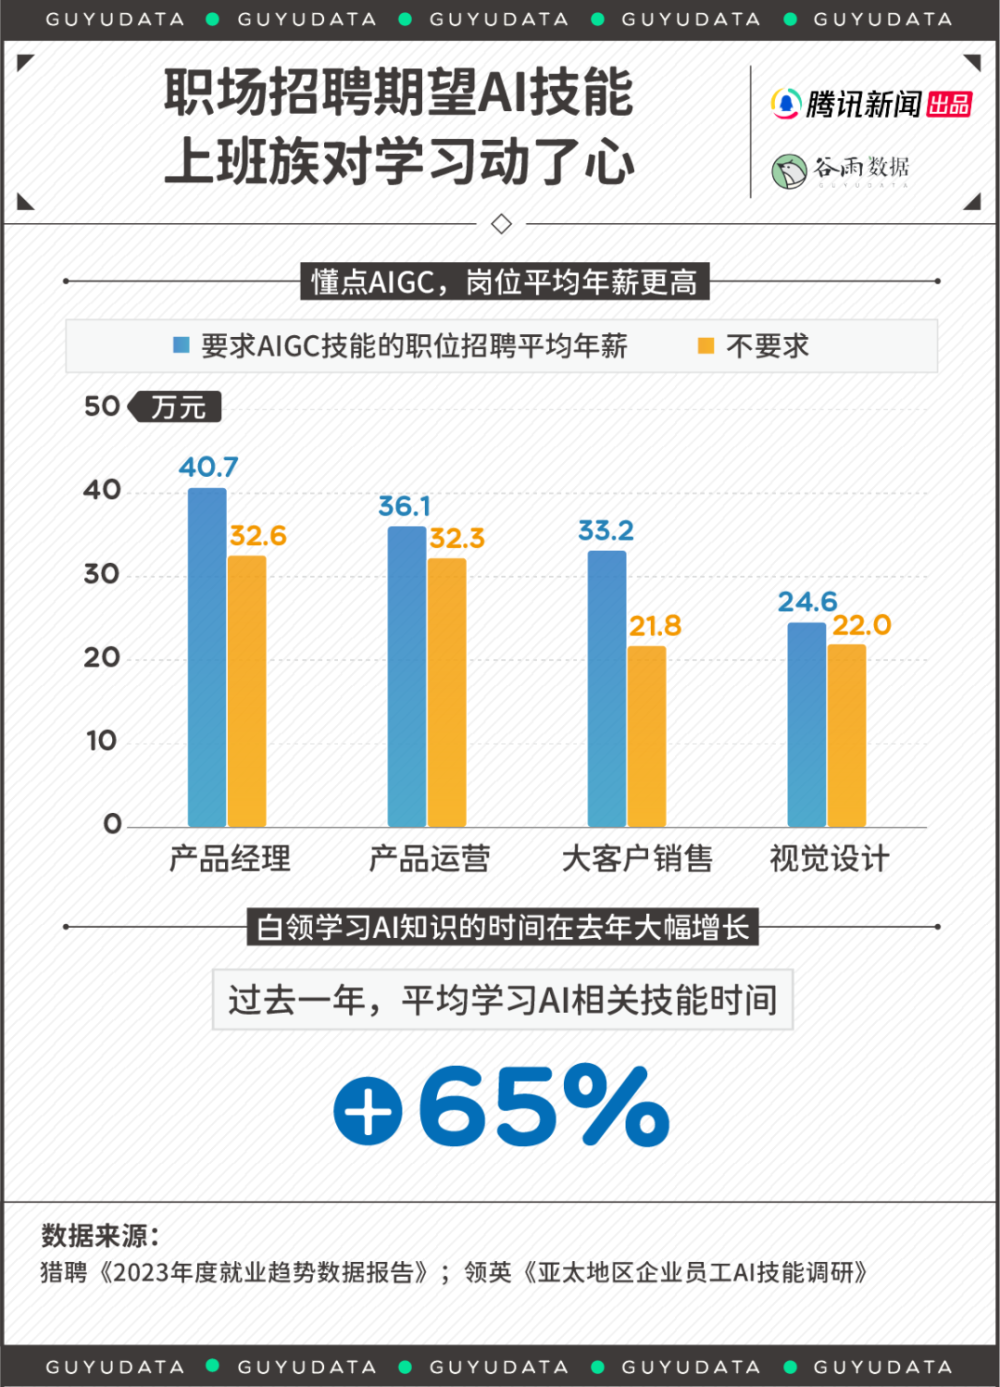 GUYUDATA GUYUDATA GUYUDATA GUYUDATA GUYUDATA
职场招聘期望AI技能
上班族对学习动了心
腾讯新闻 出品
谷雨数据
GUYUDATA
懂点AIGC，岗位平均年薪更高
要求AIGC技能的职位招聘平均年薪 不要求
50 万元
40
30
20
10
0
40.7 32.6
36.1 32.3
33.2 21.8
24.6 22.0
产品经理 产品运营 大客户销售 视觉设计
白领学习AI知识的时间在去年大幅增长
过去一年，平均学习AI相关技能时间
+65%
数据来源：
猎聘《2023年度就业趋势数据报告》；领英《亚太地区企业员工AI技能调研》
GUYUDATA GUYUDATA GUYUDATA GUYUDATA GUYUDATA